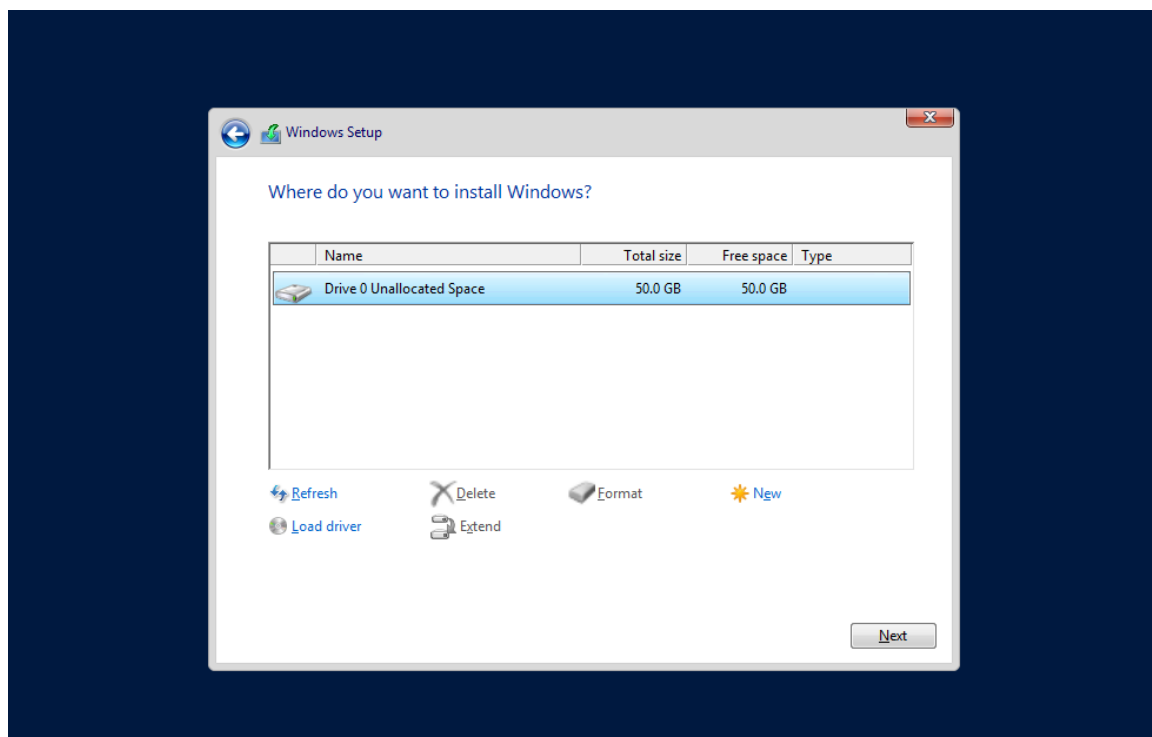 Windows Setup
Where do you want to install Windows?
Name Total size Free space Type
Drive 0 Unallocated Space 50.0 GB 50.0 GB
Refresh Delete Format New
Load driver Extend
Next